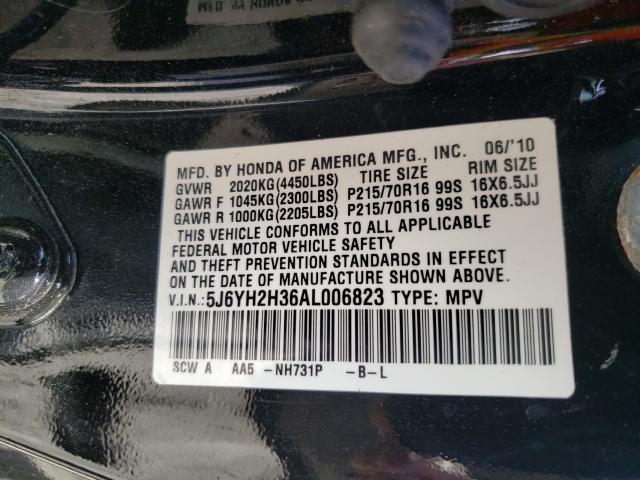 MFD. BY HONDA OF AMERICA MFG., INC. 06/'10
GVWR 2020KG(4450LBS) TIRE SIZE RIM SIZE
GAWR F 1045KG(2300LBS) P215/70R16 99S 16X6.5JJ
GAWR R 1000KG(2205LBS) P215/70R16 99S 16X6.5JJ
THIS VEHICLE CONFORMS TO ALL APPLICABLE
FEDERAL MOTOR VEHICLE SAFETY
AND THEFT PREVENTION STANDARDS IN EFFECT
ON THE DATE OF MANUFACTURE SHOWN ABOVE.
V.I.N.:5J6YH2H36AL006823 TYPE: MPV
SCW A AA5 -NH731P -B-L